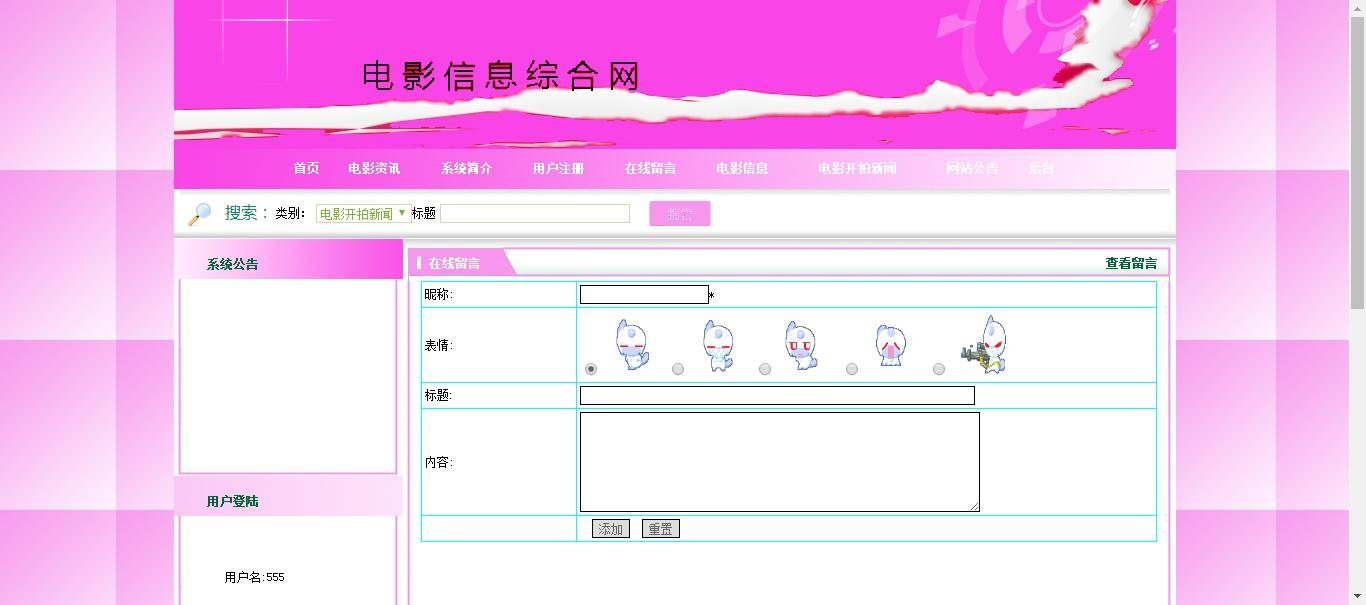 电影信息综合网
首页 电影资讯 系统简介 用户注册 在线留言 电影信息 电影开拍新闻 网站公告 后台
搜索： 类别： 电影开拍新闻 标题 搜索
系统公告
在线留言 查看留言
昵称: *
表情:
标题:
内容:
添加 重置
用户登陆
用户名:555